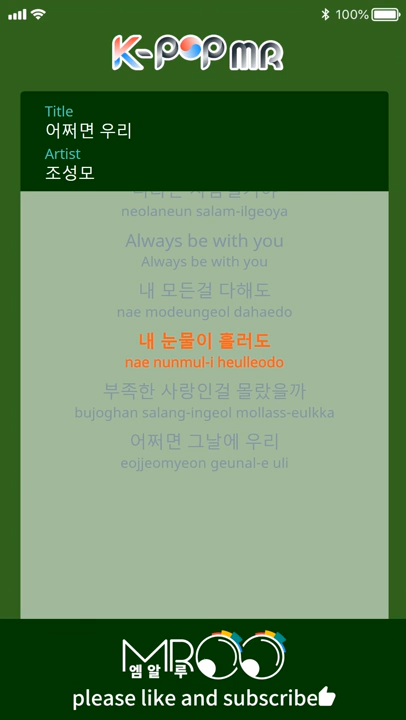 100%
K-POP MR
Title
어쩌면 우리
Artist
조성모
neolaneun salam-ilgeoya
Always be with you
Always be with you
내 모든걸 다해도
nae modeungeol dahaedo
내 눈물이 흘러도
nae nunmul-i heulleodo
부족한 사랑인걸 몰랐을까
bujoghan salang-ingeol mollass-eulkka
어쩌면 그날에 우리
eojjeomyeon geunal-e uli
MR
엠알루
please like and subscribe